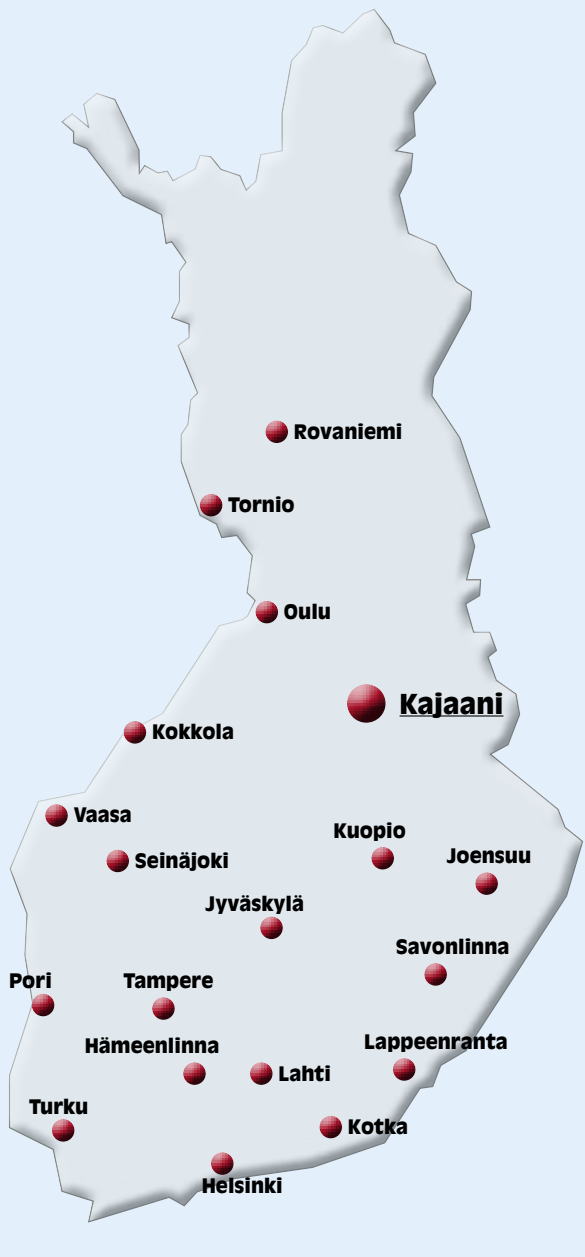 Rovaniemi
Tornio
Oulu
Kajaani
Kokkola
Vaasa
Kuopio
Joensuu
Seinäjoki
Jyväskylä
Savonlinna
Pori
Tampere
Lappeenranta
Hämeenlinna
Lahti
Turku
Kotka
Helsinki